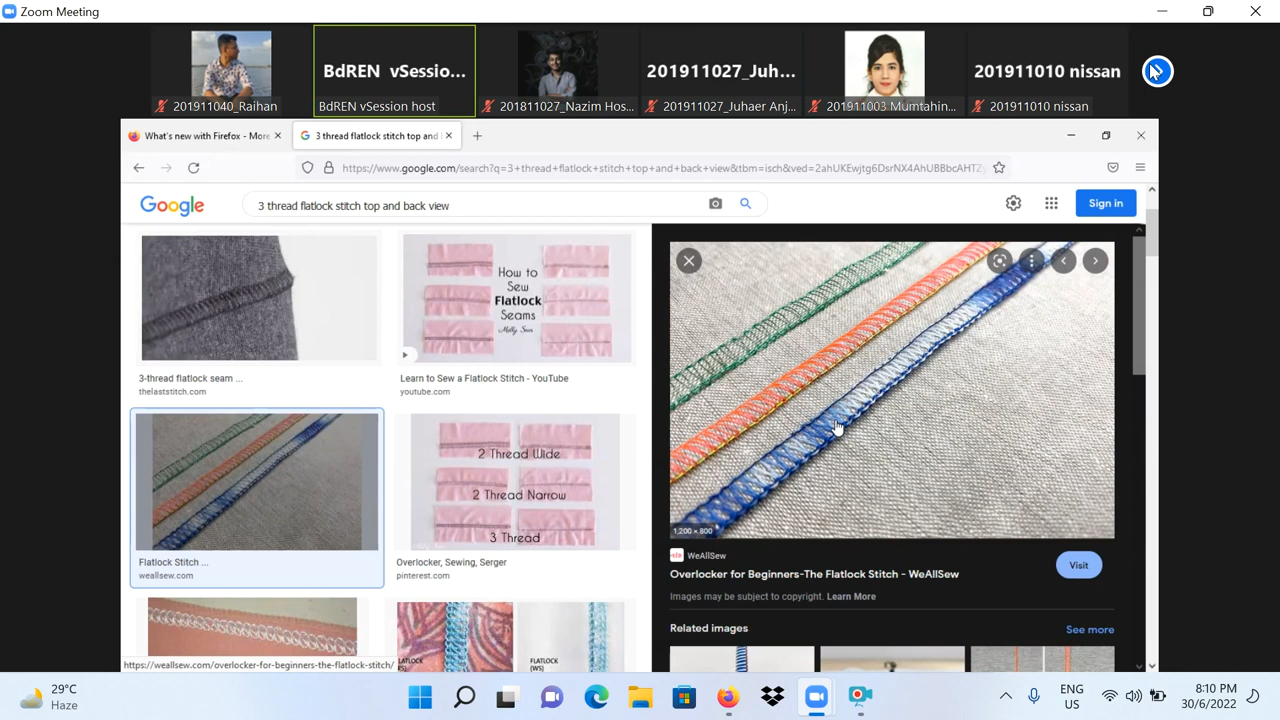 Zoom Meeting
BdREN vSessio...
201911027_Juh...
201911010 nissan
201911040_Raihan
BdREN vSession host
201811027_Nazim Hos...
201911027_Juhaer Anj...
201911003 Mumtahin...
201911010 nissan
What's new with Firefox - More
3 thread flatlock stitch top and
https://www.google.com/search?q=3+thread+flatlock+stitch+top+and+back+view&tbm=isch&ved=2ahUKEwjtg6DsrNX4AhUBBbcAHTZ
Google
3 thread flatlock stitch top and back view
Sign in
How to
Sew
Flatlock
Seams
Melly Sews
3-thread flatlock seam ...
thelaststitch.com
Learn to Sew a Flatlock Stitch - YouTube
youtube.com
2 Thread Wide
2 Thread Narrow
3 Thread
Flatlock Stitch ...
weallsew.com
Overlocker, Sewing, Serger
pinterest.com
1,200 × 800
WeAllSew
Overlocker for Beginners-The Flatlock Stitch - WeAllSew
Visit
Images may be subject to copyright. Learn More
Related images
See more
FLATLOCK
(WS)
https://weallsew.com/overlocker-for-beginners-the-flatlock-stitch/
29°C
Haze
ENG
US
8:10 PM
30/6/2022